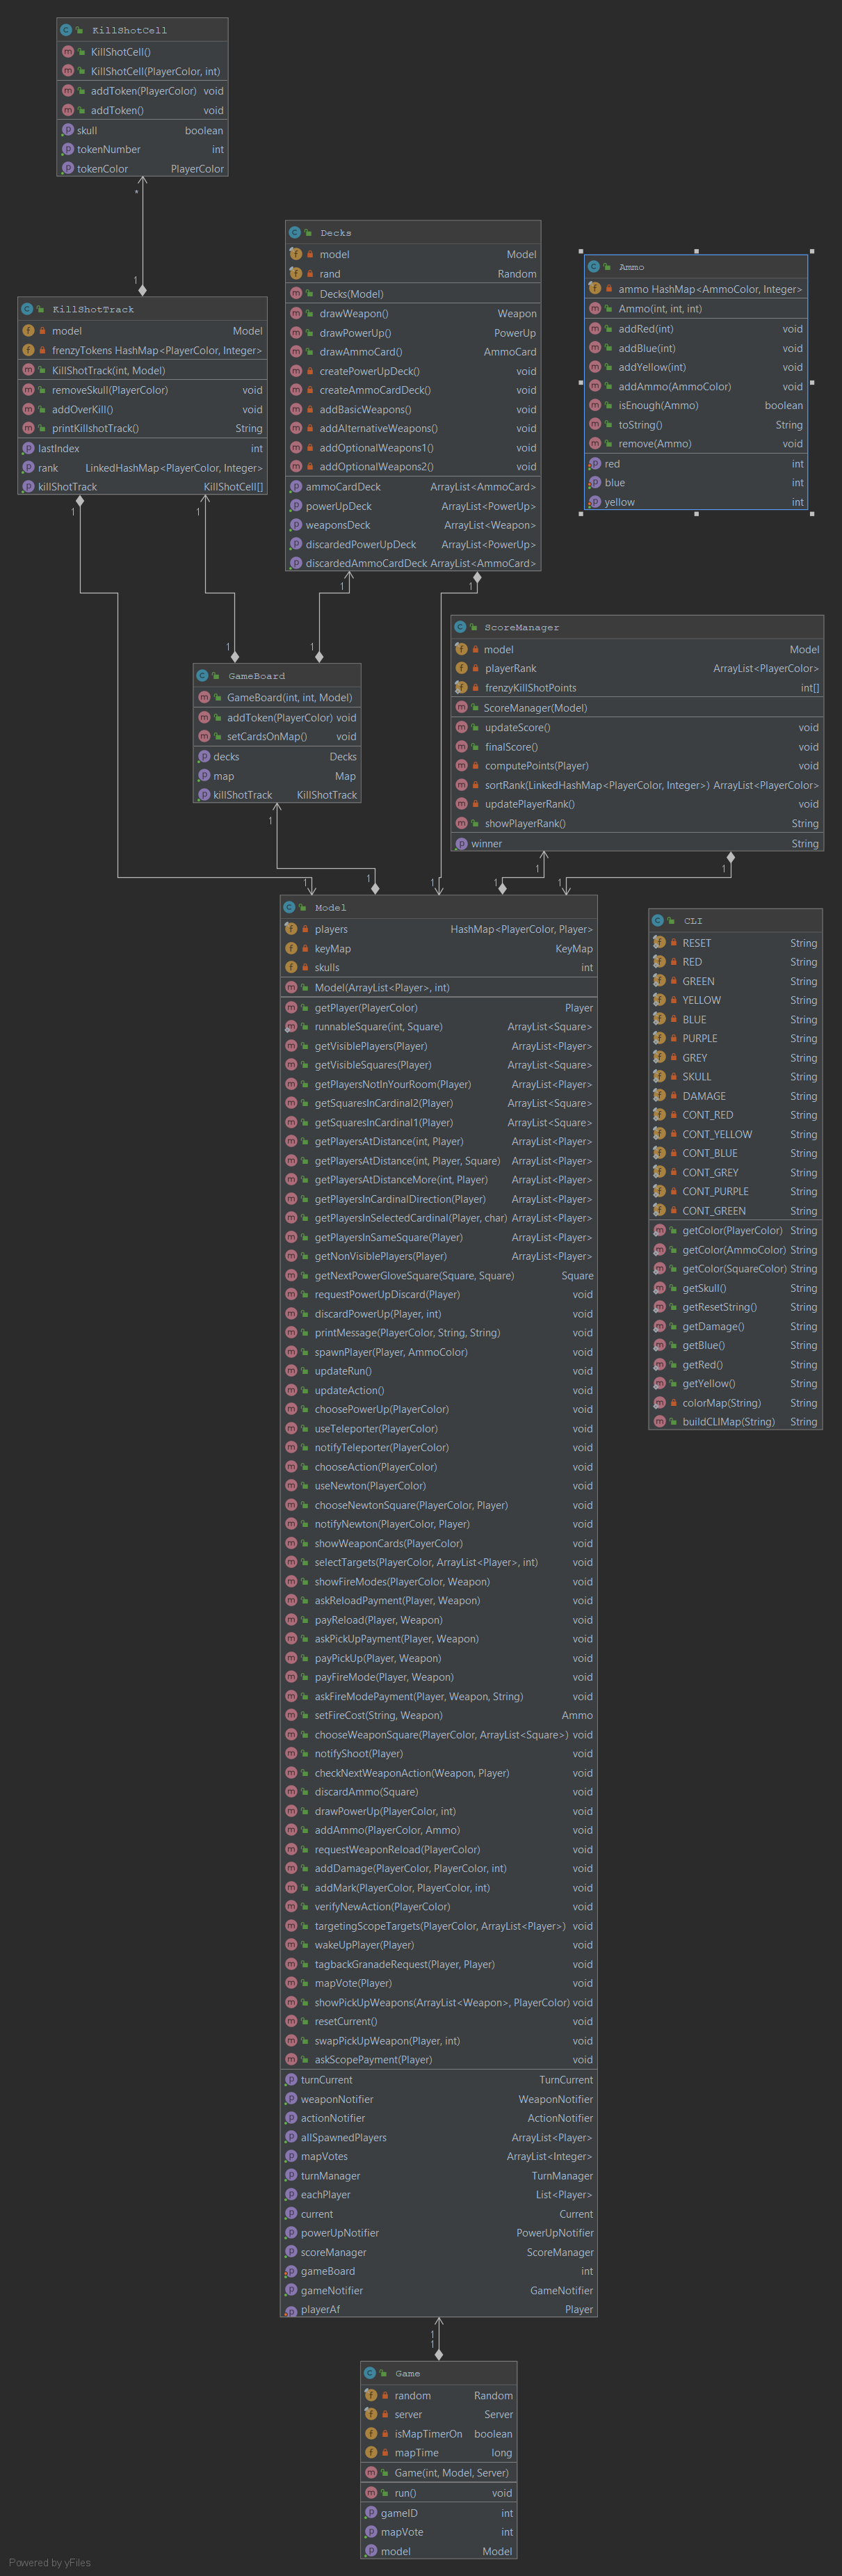 KillShotCell
KillShotCell()
KillShotCell(PlayerColor, int)
addToken(PlayerColor) void
addToken() void
skull boolean
tokenNumber int
tokenColor PlayerColor
*
1
KillShotTrack
model Model
frenzyTokens HashMap<PlayerColor, Integer>
KillShotTrack(int, Model)
removeSkull(PlayerColor) void
addOverKill() void
printKillshotTrack() String
lastIndex int
rank LinkedHashMap<PlayerColor, Integer>
killShotTrack KillShotCell[]
1
1
Decks
model Model
rand Random
Decks(Model)
drawWeapon() Weapon
drawPowerUp() PowerUp
drawAmmoCard() AmmoCard
createPowerUpDeck() void
createAmmoCardDeck() void
addBasicWeapons() void
addAlternativeWeapons() void
addOptionalWeapons1() void
addOptionalWeapons2() void
ammoCardDeck ArrayList<AmmoCard>
powerUpDeck ArrayList<PowerUp>
weaponsDeck ArrayList<Weapon>
discardedPowerUpDeck ArrayList<PowerUp>
discardedAmmoCardDeck ArrayList<AmmoCard>
1
1
Ammo
ammo HashMap<AmmoColor, Integer>
Ammo(int, int, int)
addRed(int) void
addBlue(int) void
addYellow(int) void
addAmmo(AmmoColor) void
isEnough(Ammo) boolean
toString() String
remove(Ammo) void
red int
blue int
yellow int
1
1
GameBoard
GameBoard(int, int, Model)
addToken(PlayerColor) void
setCardsOnMap() void
decks Decks
map Map
killShotTrack KillShotTrack
1
ScoreManager
model Model
playerRank ArrayList<PlayerColor>
frenzyKillShotPoints int[]
ScoreManager(Model)
updateScore() void
finalScore() void
computePoints(Player) void
sortRank(LinkedHashMap<PlayerColor, Integer>) ArrayList<PlayerColor>
updatePlayerRank() void
showPlayerRank() String
winner String
1
1
1
1
1
1
1
Model
players HashMap<PlayerColor, Player>
keyMap KeyMap
skulls int
Model(ArrayList<Player>, int)
getPlayer(PlayerColor) Player
runnableSquare(int, Square) ArrayList<Square>
getVisiblePlayers(Player) ArrayList<Player>
getVisibleSquares(Player) ArrayList<Square>
getPlayersNotInYourRoom(Player) ArrayList<Player>
getSquaresInCardinal2(Player) ArrayList<Square>
getSquaresInCardinal1(Player) ArrayList<Square>
getPlayersAtDistance(int, Player) ArrayList<Player>
getPlayersAtDistance(int, Player, Square) ArrayList<Player>
getPlayersAtDistanceMore(int, Player) ArrayList<Player>
getPlayersInCardinalDirection(Player) ArrayList<Player>
getPlayersInSelectedCardinal(Player, char) ArrayList<Player>
getPlayersInSameSquare(Player) ArrayList<Player>
getNonVisiblePlayers(Player) ArrayList<Player>
getNextPowerGloveSquare(Square, Square) Square
requestPowerUpDiscard(Player) void
discardPowerUp(Player, int) void
printMessage(PlayerColor, String, String) void
spawnPlayer(Player, AmmoColor) void
updateRun() void
updateAction() void
choosePowerUp(PlayerColor) void
useTeleporter(PlayerColor) void
notifyTeleporter(PlayerColor) void
chooseAction(PlayerColor) void
useNewton(PlayerColor) void
chooseNewtonSquare(PlayerColor, Player) void
notifyNewton(PlayerColor, Player) void
showWeaponCards(PlayerColor) void
selectTargets(PlayerColor, ArrayList<Player>, int) void
showFireModes(PlayerColor, Weapon) void
askReloadPayment(Player, Weapon) void
payReload(Player, Weapon) void
askPickUpPayment(Player, Weapon) void
payPickUp(Player, Weapon) void
payFireMode(Player, Weapon) void
askFireModePayment(Player, Weapon, String) void
setFireCost(String, Weapon) Ammo
chooseWeaponSquare(PlayerColor, ArrayList<Square>) void
notifyShoot(Player) void
checkNextWeaponAction(Weapon, Player) void
discardAmmo(Square) void
drawPowerUp(PlayerColor, int) void
addAmmo(PlayerColor, Ammo) void
requestWeaponReload(PlayerColor) void
addDamage(PlayerColor, PlayerColor, int) void
addMark(PlayerColor, PlayerColor, int) void
verifyNewAction(PlayerColor) void
targetingScopeTargets(PlayerColor, ArrayList<Player>) void
wakeUpPlayer(Player) void
tagbackGranadeRequest(Player, Player) void
mapVote(Player) void
showPickUpWeapons(ArrayList<Weapon>, PlayerColor) void
resetCurrent() void
swapPickUpWeapon(Player, int) void
askScopePayment(Player) void
turnCurrent TurnCurrent
weaponNotifier WeaponNotifier
actionNotifier ActionNotifier
allSpawnedPlayers ArrayList<Player>
mapVotes ArrayList<Integer>
turnManager TurnManager
eachPlayer List<Player>
current Current
powerUpNotifier PowerUpNotifier
scoreManager ScoreManager
gameBoard int
gameNotifier GameNotifier
playerAf Player
CLI
RESET String
RED String
GREEN String
YELLOW String
BLUE String
PURPLE String
GREY String
SKULL String
DAMAGE String
CONT_RED String
CONT_YELLOW String
CONT_BLUE String
CONT_GREY String
CONT_PURPLE String
CONT_GREEN String
getColor(PlayerColor) String
getColor(AmmoColor) String
getColor(SquareColor) String
getSkull() String
getResetString() String
getDamage() String
getBlue() String
getRed() String
getYellow() String
colorMap(String) String
buildCLIMap(String) String
1
1
Game
random Random
server Server
isMapTimerOn boolean
mapTime long
Game(int, Model, Server)
run() void
gameID int
mapVote int
model Model
Powered by yFiles